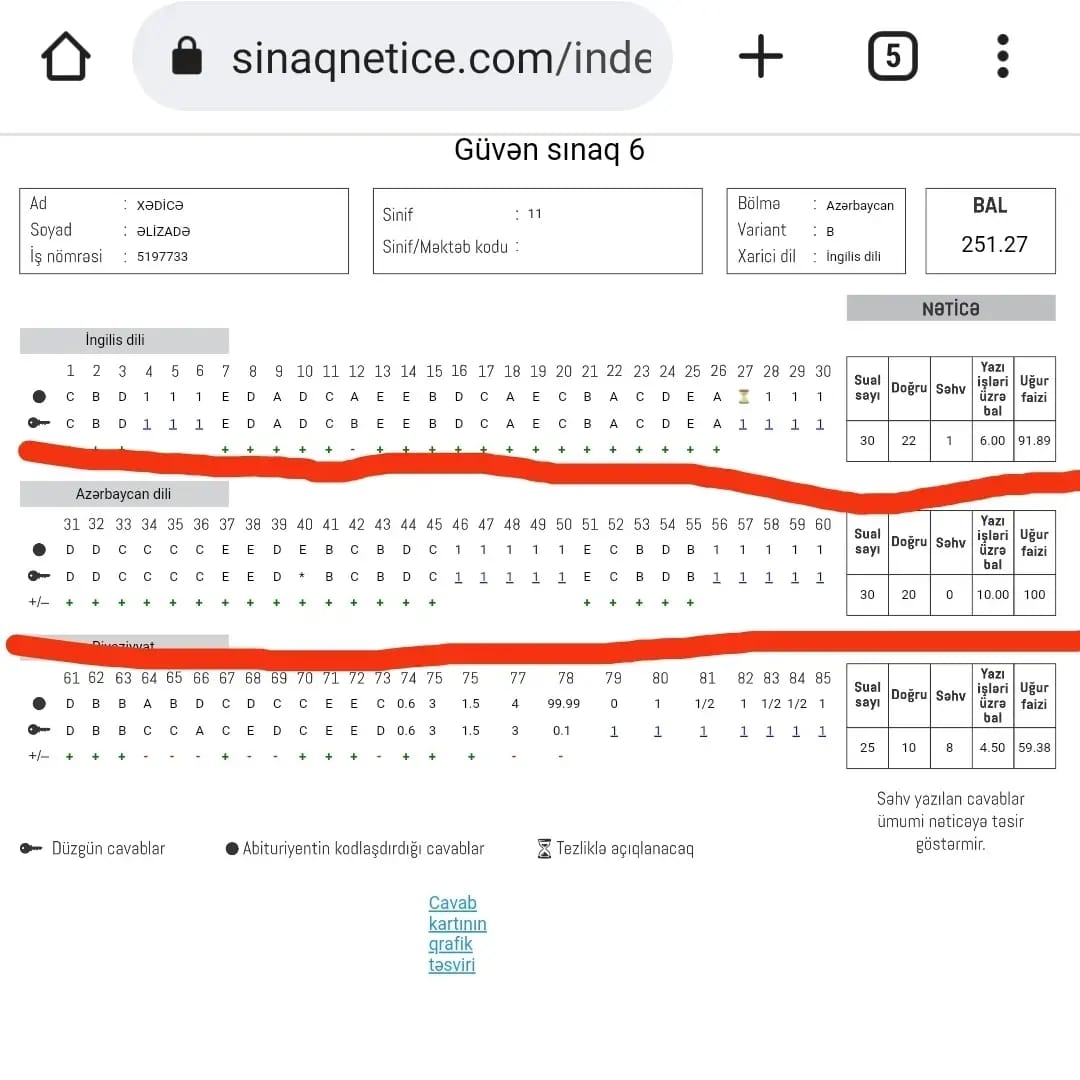 sinaqnetice.com/inde
5
Güvən sınaq 6
Ad : XƏDİCƏ
Soyad : ƏLİZADƏ
İş nömrəsi : 5197733
Sinif : 11
Sinif/Məktəb kodu :
Bölmə : Azərbaycan
Variant : B
Xarici dil : İngilis dili
BAL
251.27
NƏTİCƏ
İngilis dili
1 2 3 4 5 6 7 8 9 10 11 12 13 14 15 16 17 18 19 20 21 22 23 24 25 26 27 28 29 30
C B D 1 1 1 E D A D C A E E B D C A E C B A C D E A 1 1 1
C B D 1 1 1 E D A D C B E E B D C A E C B A C D E A 1 1 1 1
+ + + + + + + - + + + + + + + + + + + + + +
Sual sayı Doğru Səhv Yazı işləri üzrə bal Uğur faizi
30 22 1 6.00 91.89
Azərbaycan dili
31 32 33 34 35 36 37 38 39 40 41 42 43 44 45 46 47 48 49 50 51 52 53 54 55 56 57 58 59 60
D D C C C C E E D E B C B D C 1 1 1 1 1 E C B D B 1 1 1 1 1
D D C C C C E E D * B C B D C 1 1 1 1 1 E C B D B 1 1 1 1 1
+/– + + + + + + + + + + + + + + + + + + + +
Sual sayı Doğru Səhv Yazı işləri üzrə bal Uğur faizi
30 20 0 10.00 100
Riyaziyyat
61 62 63 64 65 66 67 68 69 70 71 72 73 74 75 75 77 78 79 80 81 82 83 84 85
D B B A B D C D C C E E C 0.6 3 1.5 4 99.99 0 1 1/2 1 1/2 1/2 1
D B B C C A C E D C E E D 0.6 3 1.5 3 0.1 1 1 1 1 1 1 1
+/– + + + - - - + - - + + + - + + + - -
Sual sayı Doğru Səhv Yazı işləri üzrə bal Uğur faizi
25 10 8 4.50 59.38
Səhv yazılan cavablar
ümumi nəticəyə təsir
göstərmir.
Düzgün cavablar
Abituriyentin kodlaşdırdığı cavablar
Tezliklə açıqlanacaq
Cavab
kartının
qrafik
təsviri